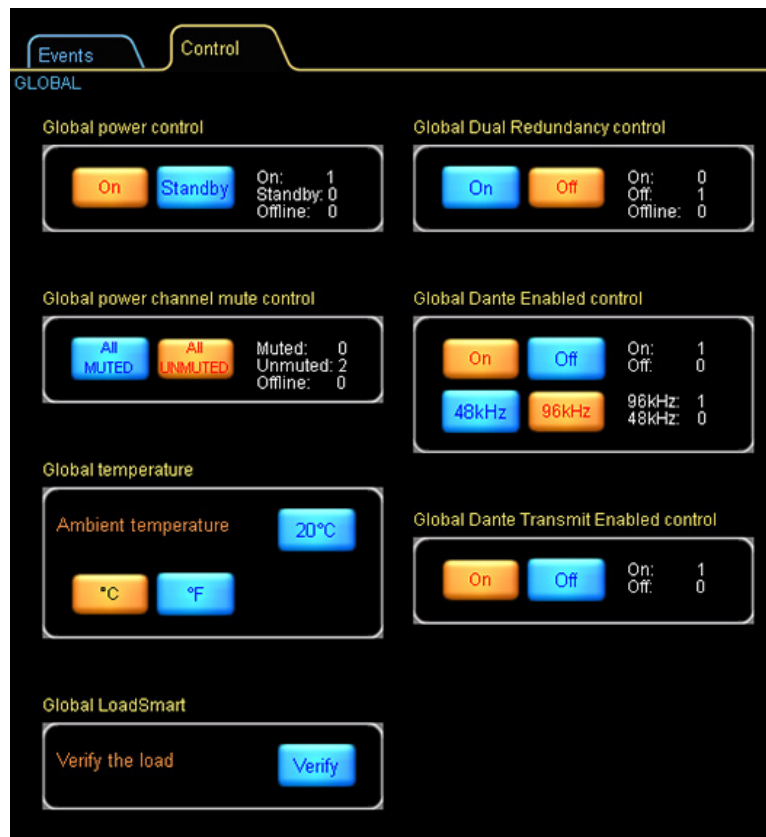 Events
Control
GLOBAL
Global power control
On
Standby
On: 1
Standby: 0
Offline: 0
Global Dual Redundancy control
On
Off
On: 0
Off: 1
Offline: 0
Global power channel mute control
All
MUTED
All
UNMUTED
Muted: 0
Unmuted: 2
Offline: 0
Global Dante Enabled control
On
Off
On: 1
Off: 0
48kHz
96kHz
96kHz: 1
48kHz: 0
Global temperature
Ambient temperature
20°C
°C
°F
Global Dante Transmit Enabled control
On
Off
On: 1
Off: 0
Global LoadSmart
Verify the load
Verify